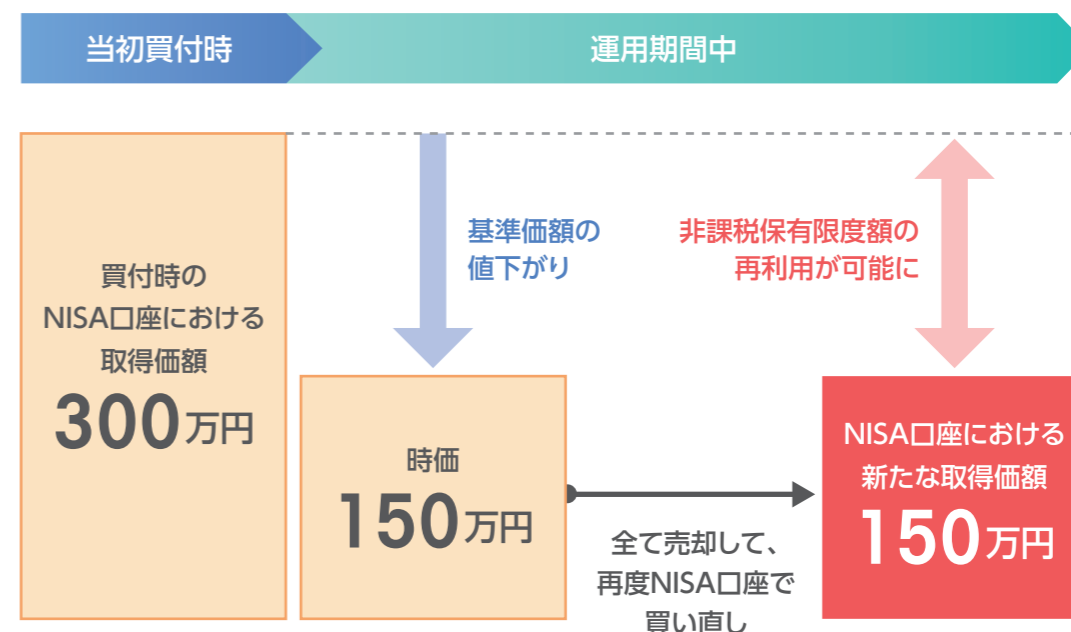 当初買付時
運用期間中
買付時の
NISA口座における
取得価額
300万円
基準価額の
値下がり
時価
150万円
全て売却して、
再度NISA口座で
買い直し
非課税保有限度額の
再利用が可能に
NISA口座における
新たな取得価額
150万円